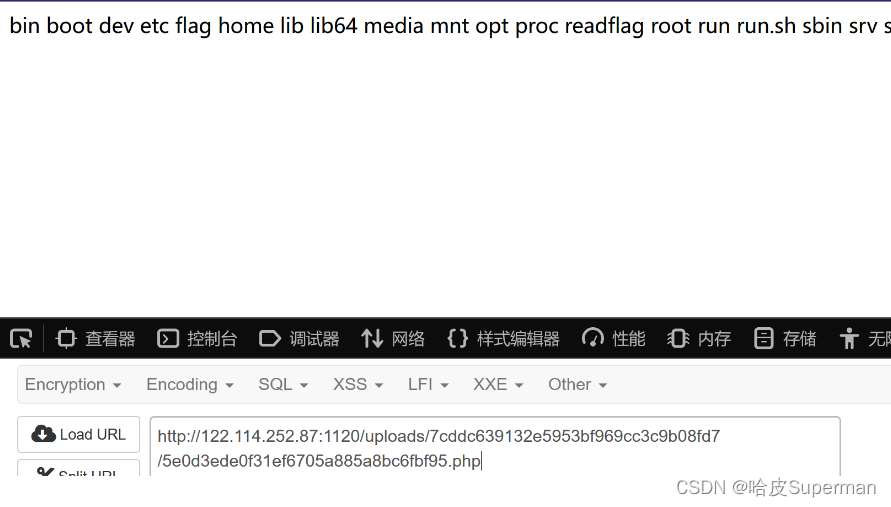 bin boot dev etc flag home lib lib64 media mnt opt proc readflag root run run.sh sbin srv s
查看器 控制台 调试器 网络 样式编辑器 性能 内存 存储 无
Encryption Encoding SQL XSS LFI XXE Other
Load URL
http://122.114.252.87:1120/uploads/7cddc639132e5953bf969cc3c9b08fd7
/5e0d3ede0f31ef6705a885a8bc6fbf95.php
Split URL
CSDN @哈皮Superman